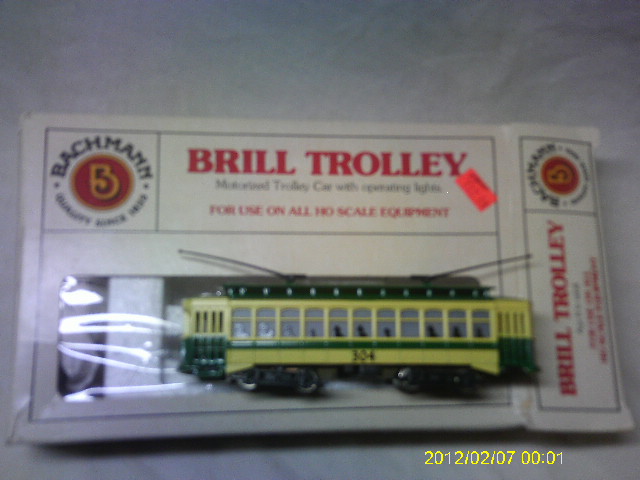 BACHMANN
B
QUALITY SINCE 1833
BRILL TROLLEY
Motorized Trolley Car with operating lights.
FOR USE ON ALL HO SCALE EQUIPMENT
304
BACHMANN
B
BRILL TROLLEY
2012/02/07 00:01